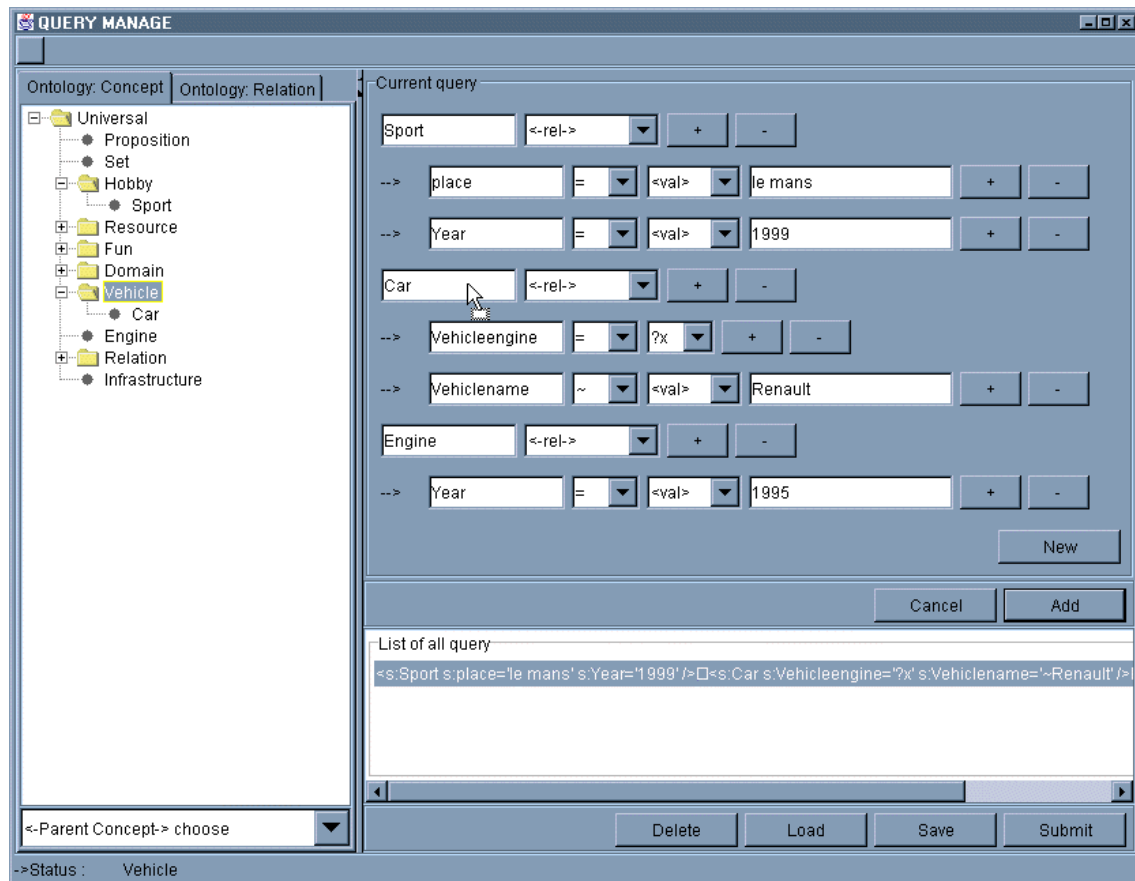 QUERY MANAGE
Ontology: Concept Ontology: Relation
Universal
Proposition
Set
Hobby
Sport
Resource
Fun
Domain
Vehicle
Car
Engine
Relation
Infrastructure
<-Parent Concept-> choose
Current query
Sport <-rel-> + -
--> place = <val> le mans + -
--> Year = <val> 1999 + -
Car <-rel-> + -
--> Vehicleengine = ?x + -
--> Vehiclename ~ <val> Renault + -
Engine <-rel-> + -
--> Year = <val> 1995 + -
New
Cancel Add
List of all query
<s:Sport s:place='le mans' s:Year='1999' />□<s:Car s:Vehicleengine='?x' s:Vehiclename='~Renault' />
Delete Load Save Submit
->Status : Vehicle